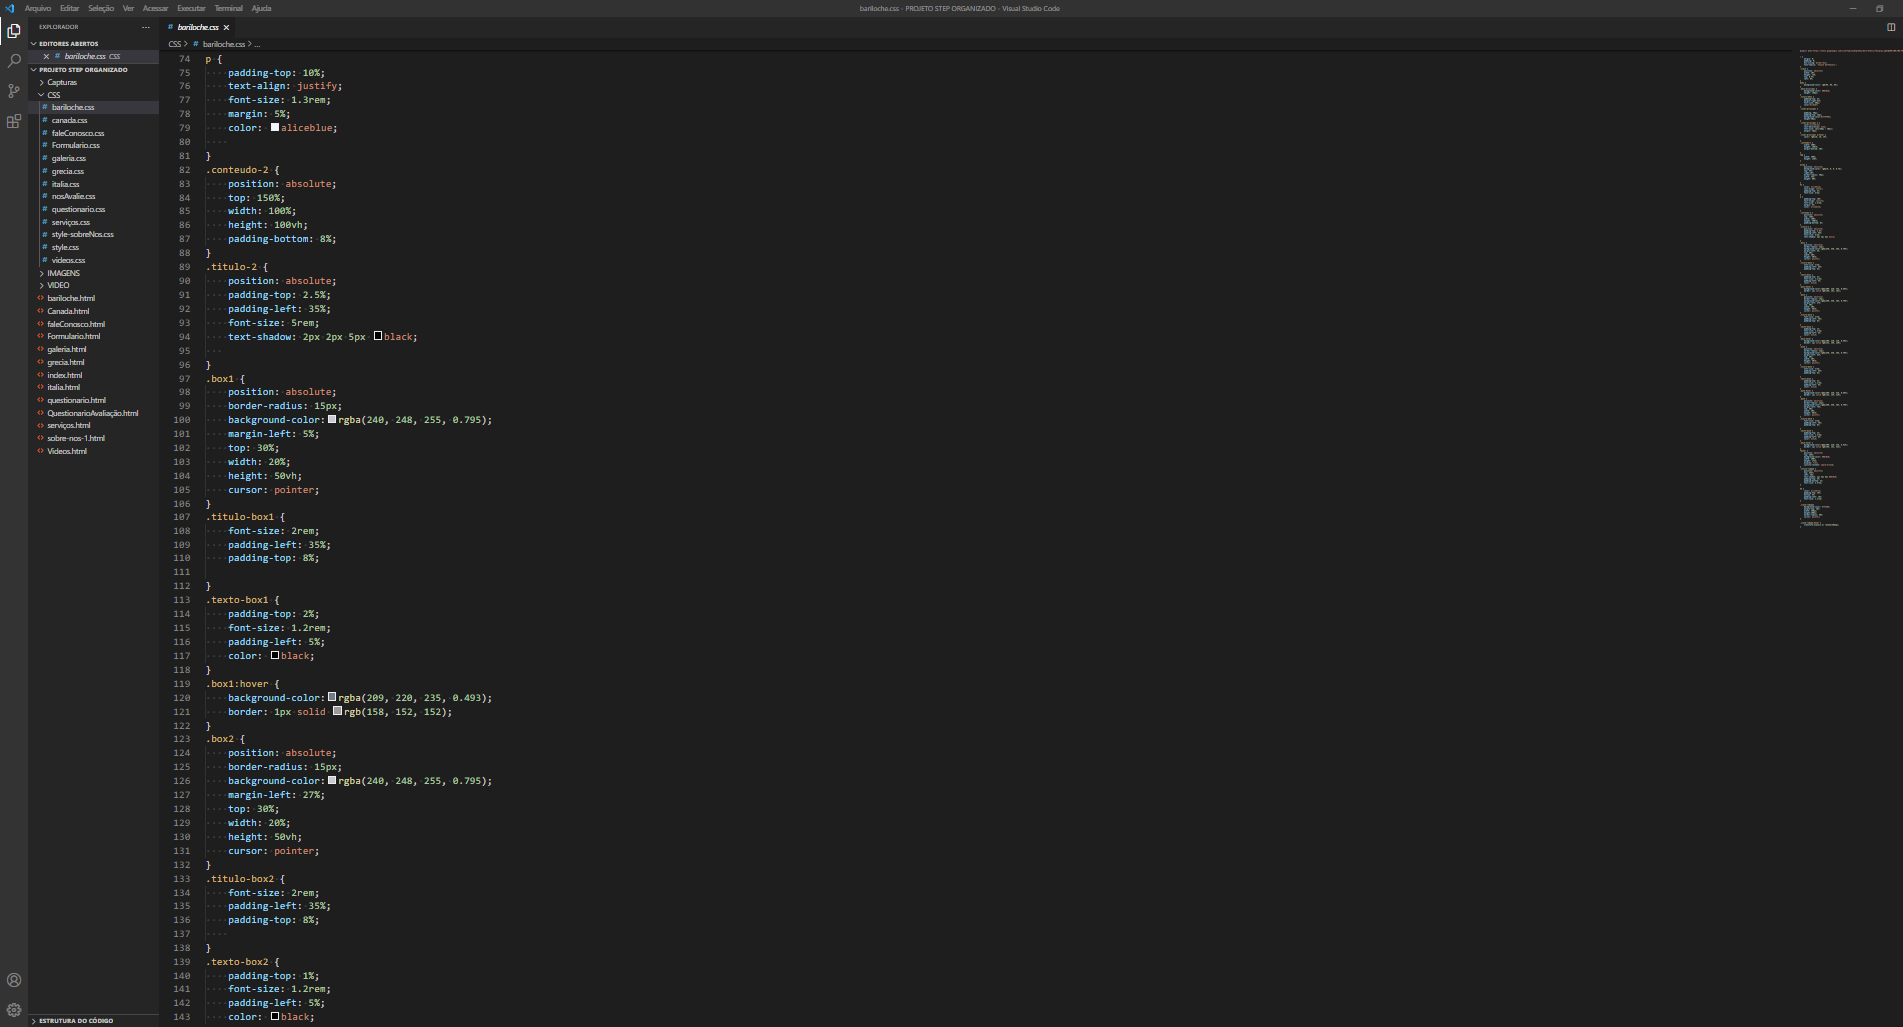 Arquivo Editar Seleção Ver Acessar Executar Terminal Ajuda
bariloche.css - PROJETO STEP ORGANIZADO - Visual Studio Code
EXPLORADOR
EDITORES ABERTOS
# bariloche.css CSS
PROJETO STEP ORGANIZADO
Capturas
CSS
# bariloche.css
# canada.css
# faleConosco.css
# Formulario.css
# galeria.css
# grecia.css
# italia.css
# nosAvalie.css
# questionario.css
# serviços.css
# style-sobreNos.css
# style.css
# videos.css
IMAGENS
VIDEO
bariloche.html
Canada.html
faleConosco.html
Formulario.html
galeria.html
grecia.html
index.html
italia.html
questionario.html
QuestionarioAvaliação.html
serviços.html
sobre-nos-1.html
Videos.html
ESTRUTURA DO CÓDIGO
# bariloche.css
CSS > # bariloche.css > ...
74 p {
75 padding-top: 10%;
76 text-align: justify;
77 font-size: 1.3rem;
78 margin: 5%;
79 color: aliceblue;
80
81 }
82 .conteudo-2 {
83 position: absolute;
84 top: 150%;
85 width: 100%;
86 height: 100vh;
87 padding-bottom: 8%;
88 }
89 .titulo-2 {
90 position: absolute;
91 padding-top: 2.5%;
92 padding-left: 35%;
93 font-size: 5rem;
94 text-shadow: 2px 2px 5px black;
95
96 }
97 .box1 {
98 position: absolute;
99 border-radius: 15px;
100 background-color: rgba(240, 248, 255, 0.795);
101 margin-left: 5%;
102 top: 30%;
103 width: 20%;
104 height: 50vh;
105 cursor: pointer;
106 }
107 .titulo-box1 {
108 font-size: 2rem;
109 padding-left: 35%;
110 padding-top: 8%;
111
112 }
113 .texto-box1 {
114 padding-top: 2%;
115 font-size: 1.2rem;
116 padding-left: 5%;
117 color: black;
118 }
119 .box1:hover {
120 background-color: rgba(209, 220, 235, 0.493);
121 border: 1px solid rgb(158, 152, 152);
122 }
123 .box2 {
124 position: absolute;
125 border-radius: 15px;
126 background-color: rgba(240, 248, 255, 0.795);
127 margin-left: 27%;
128 top: 30%;
129 width: 20%;
130 height: 50vh;
131 cursor: pointer;
132 }
133 .titulo-box2 {
134 font-size: 2rem;
135 padding-left: 35%;
136 padding-top: 8%;
137
138 }
139 .texto-box2 {
140 padding-top: 1%;
141 font-size: 1.2rem;
142 padding-left: 5%;
143 color: black;